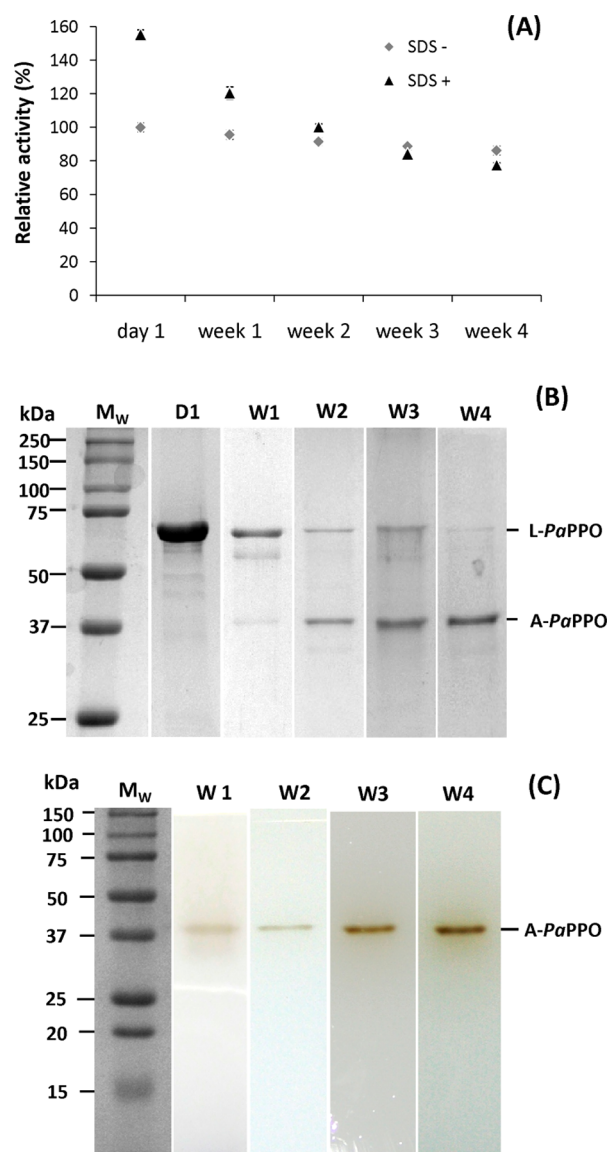 (A)
Relative activity (%)
160
140
120
100
80
60
40
20
0
SDS -
SDS +
day 1 week 1 week 2 week 3 week 4
(B)
kDa Mw D1 W1 W2 W3 W4
250
150
100
75
50
37
25
L-PaPPO
A-PaPPO
(C)
kDa Mw W 1 W2 W3 W4
150
100
75
50
37
25
20
15
A-PaPPO